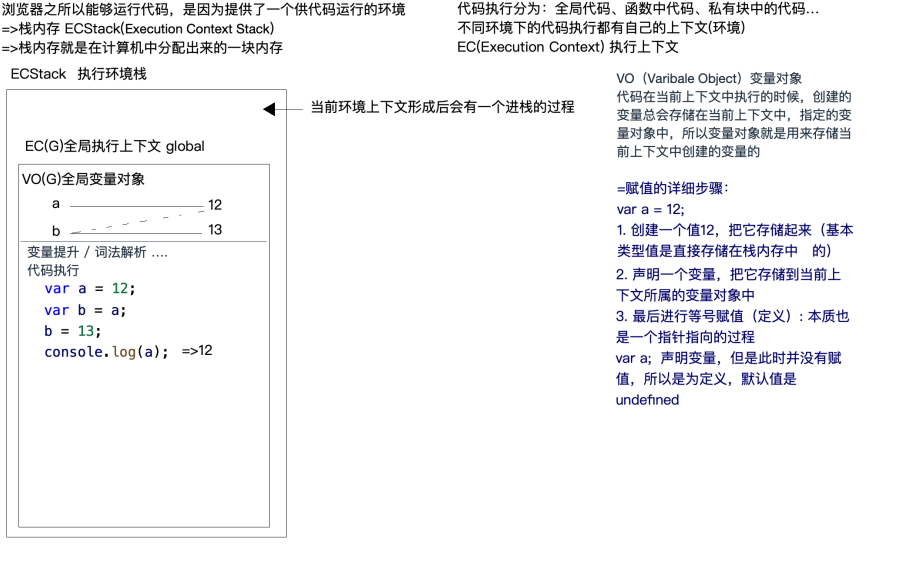 浏览器之所以能够运行代码，是因为提供了一个供代码运行的环境
=>栈内存 ECStack(Execution Context Stack)
=>栈内存就是在计算机中分配出来的一块内存
代码执行分为：全局代码、函数中代码、私有块中的代码...
不同环境下的代码执行都有自己的上下文(环境)
EC(Execution Context) 执行上下文
ECStack 执行环境栈
当前环境上下文形成后会有一个进栈的过程
EC(G)全局执行上下文 global
VO(G)全局变量对象
a 12
b 13
变量提升 / 词法解析 ....
代码执行
var a = 12;
var b = a;
b = 13;
console.log(a); =>12
VO（Varibale Object）变量对象
代码在当前上下文中执行的时候，创建的
变量总会存储在当前上下文中，指定的变
量对象中，所以变量对象就是用来存储当
前上下文中创建的变量的
=赋值的详细步骤：
var a = 12;
1. 创建一个值12，把它存储起来（基本
类型值是直接存储在栈内存中 的）
2. 声明一个变量，把它存储到当前上
下文所属的变量对象中
3. 最后进行等号赋值（定义）: 本质也
是一个指针指向的过程
var a；声明变量，但是此时并没有赋
值，所以是为定义，默认值是
undefined